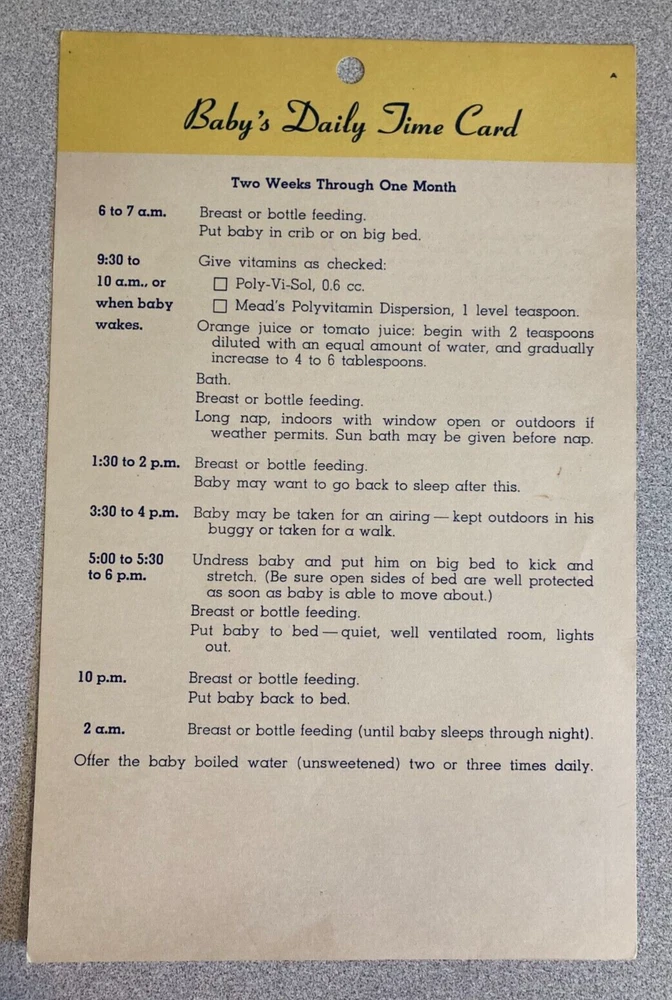 A
Baby's Daily Time Card
Two Weeks Through One Month
6 to 7 a.m. Breast or bottle feeding.
Put baby in crib or on big bed.
9:30 to Give vitamins as checked:
10 a.m., or ☐ Poly-Vi-Sol, 0.6 cc.
when baby ☐ Mead's Polyvitamin Dispersion, 1 level teaspoon.
wakes. Orange juice or tomato juice: begin with 2 teaspoons
diluted with an equal amount of water, and gradually
increase to 4 to 6 tablespoons.
Bath.
Breast or bottle feeding.
Long nap, indoors with window open or outdoors if
weather permits. Sun bath may be given before nap.
1:30 to 2 p.m. Breast or bottle feeding.
Baby may want to go back to sleep after this.
3:30 to 4 p.m. Baby may be taken for an airing — kept outdoors in his
buggy or taken for a walk.
5:00 to 5:30 Undress baby and put him on big bed to kick and
to 6 p.m. stretch. (Be sure open sides of bed are well protected
as soon as baby is able to move about.)
Breast or bottle feeding.
Put baby to bed — quiet, well ventilated room, lights
out.
10 p.m. Breast or bottle feeding.
Put baby back to bed.
2 a.m. Breast or bottle feeding (until baby sleeps through night).
Offer the baby boiled water (unsweetened) two or three times daily.